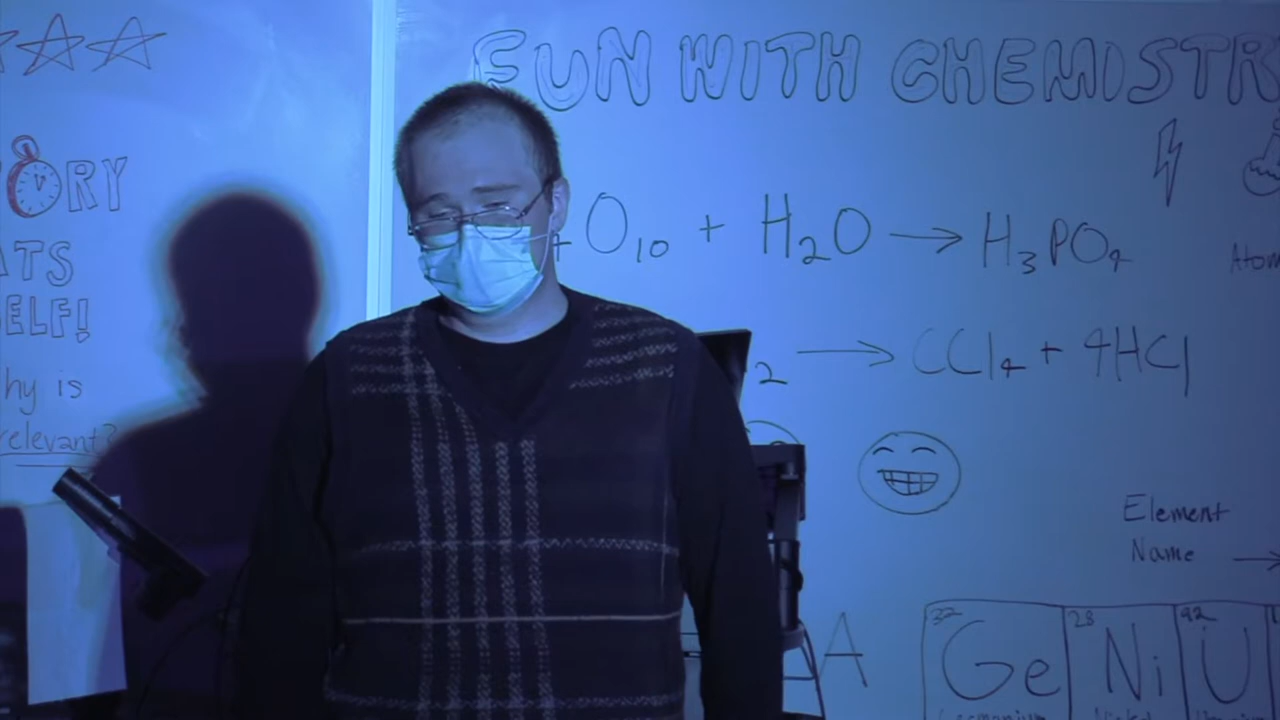 FUN WITH CHEMISTR
ORY
ATS
ELF!
hy is
relevant?
O10 + H2O → H3PO4
Atom
2 → CCl4 + 4HCl
Element
Name →
A
32 28 92
Ge Ni U
Germanium